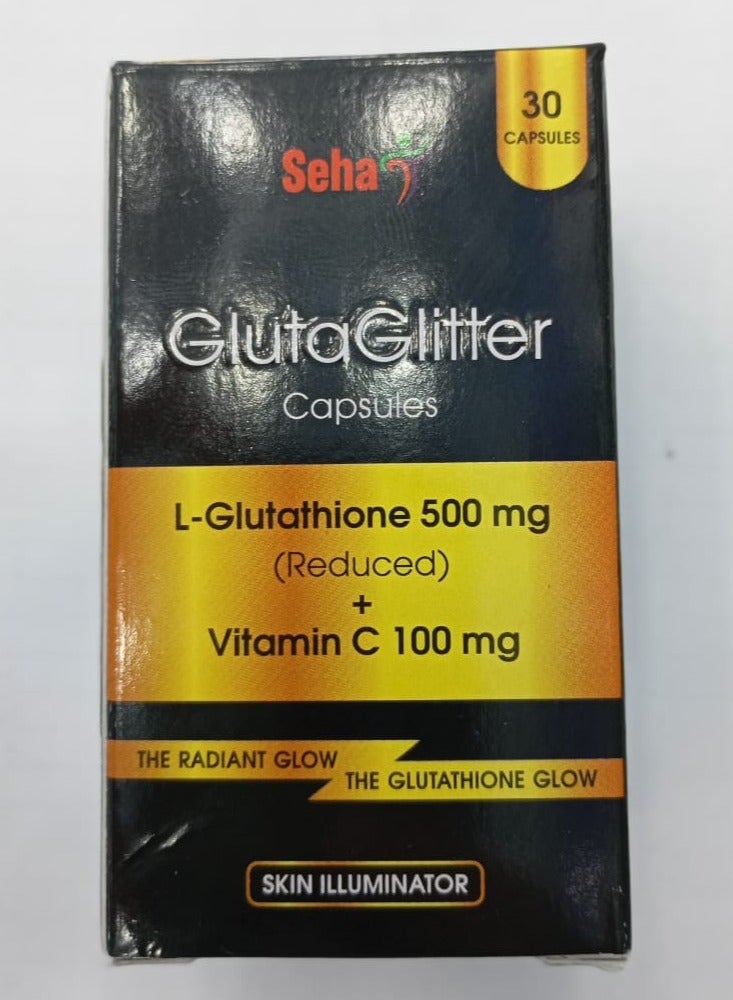 30
CAPSULES
Seha
GlutaGlitter
Capsules
L-Glutathione 500 mg
(Reduced)
+
Vitamin C 100 mg
THE RADIANT GLOW
THE GLUTATHIONE GLOW
SKIN ILLUMINATOR